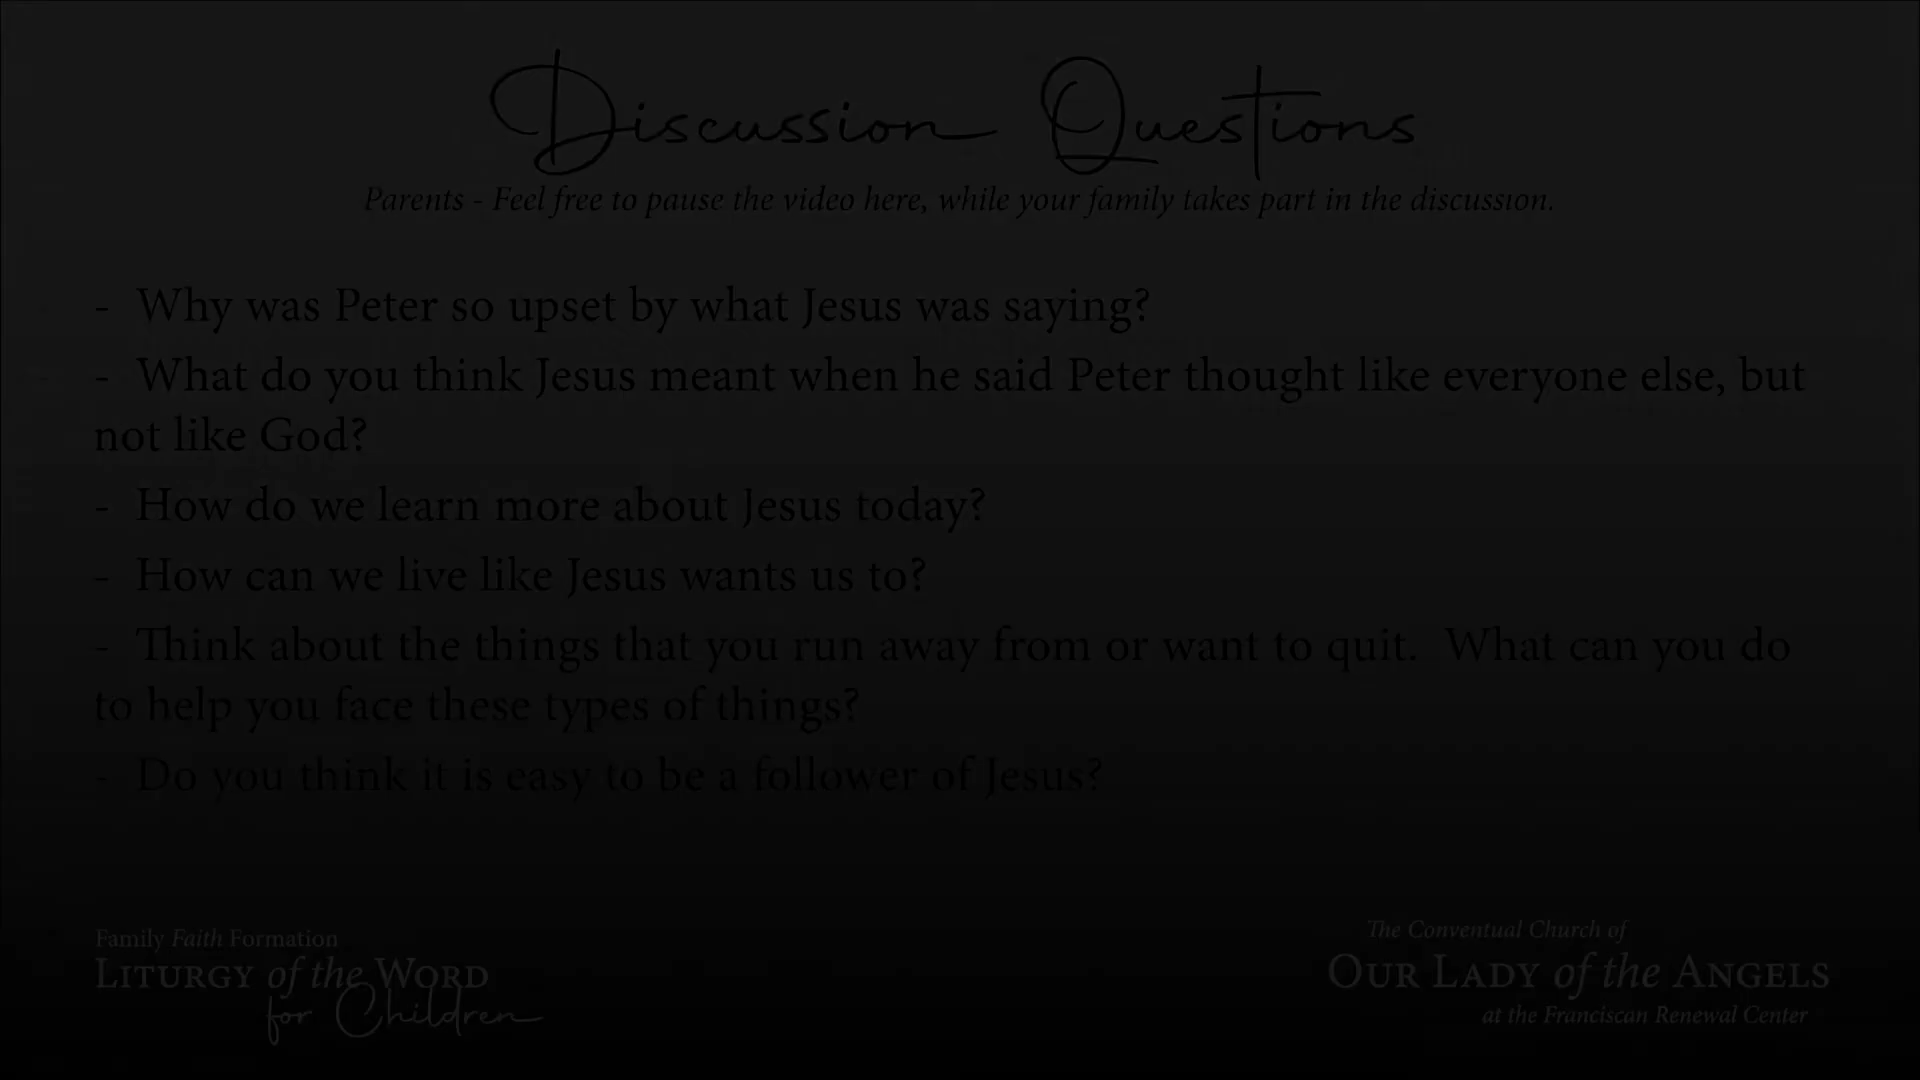 Discussion Questions
Parents - Feel free to pause the video here, while your family takes part in the discussion.
- Why was Peter so upset by what Jesus was saying?
- What do you think Jesus meant when he said Peter thought like everyone else, but
not like God?
- How do we learn more about Jesus today?
- How can we live like Jesus wants us to?
- Think about the things that you run away from or want to quit.  What can you do
to help you face these types of things?
- Do you think it is easy to be a follower of Jesus?
Family Faith Formation
LITURGY of the WORD
for Children
The Conventual Church of
OUR LADY of the ANGELS
at the Franciscan Renewal Center